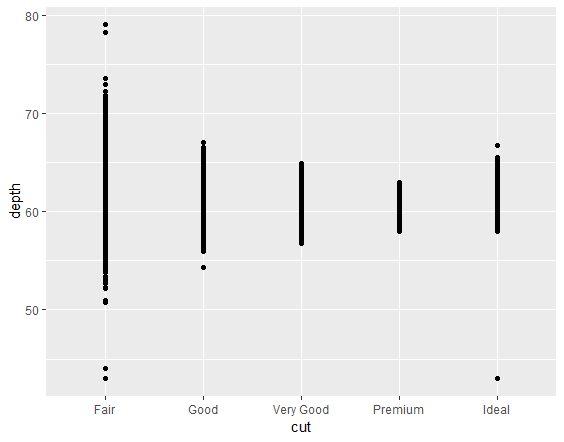 80
70
60
50
depth
Fair
Good
Very Good
Premium
Ideal
cut